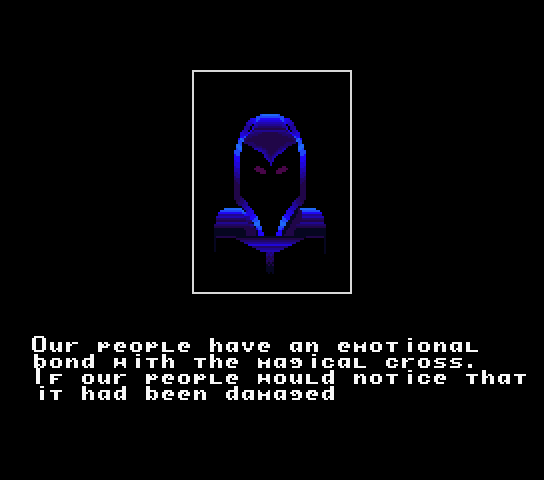 Our people have an emotional
bond with the magical cross.
If our people would notice that
it had been damaged